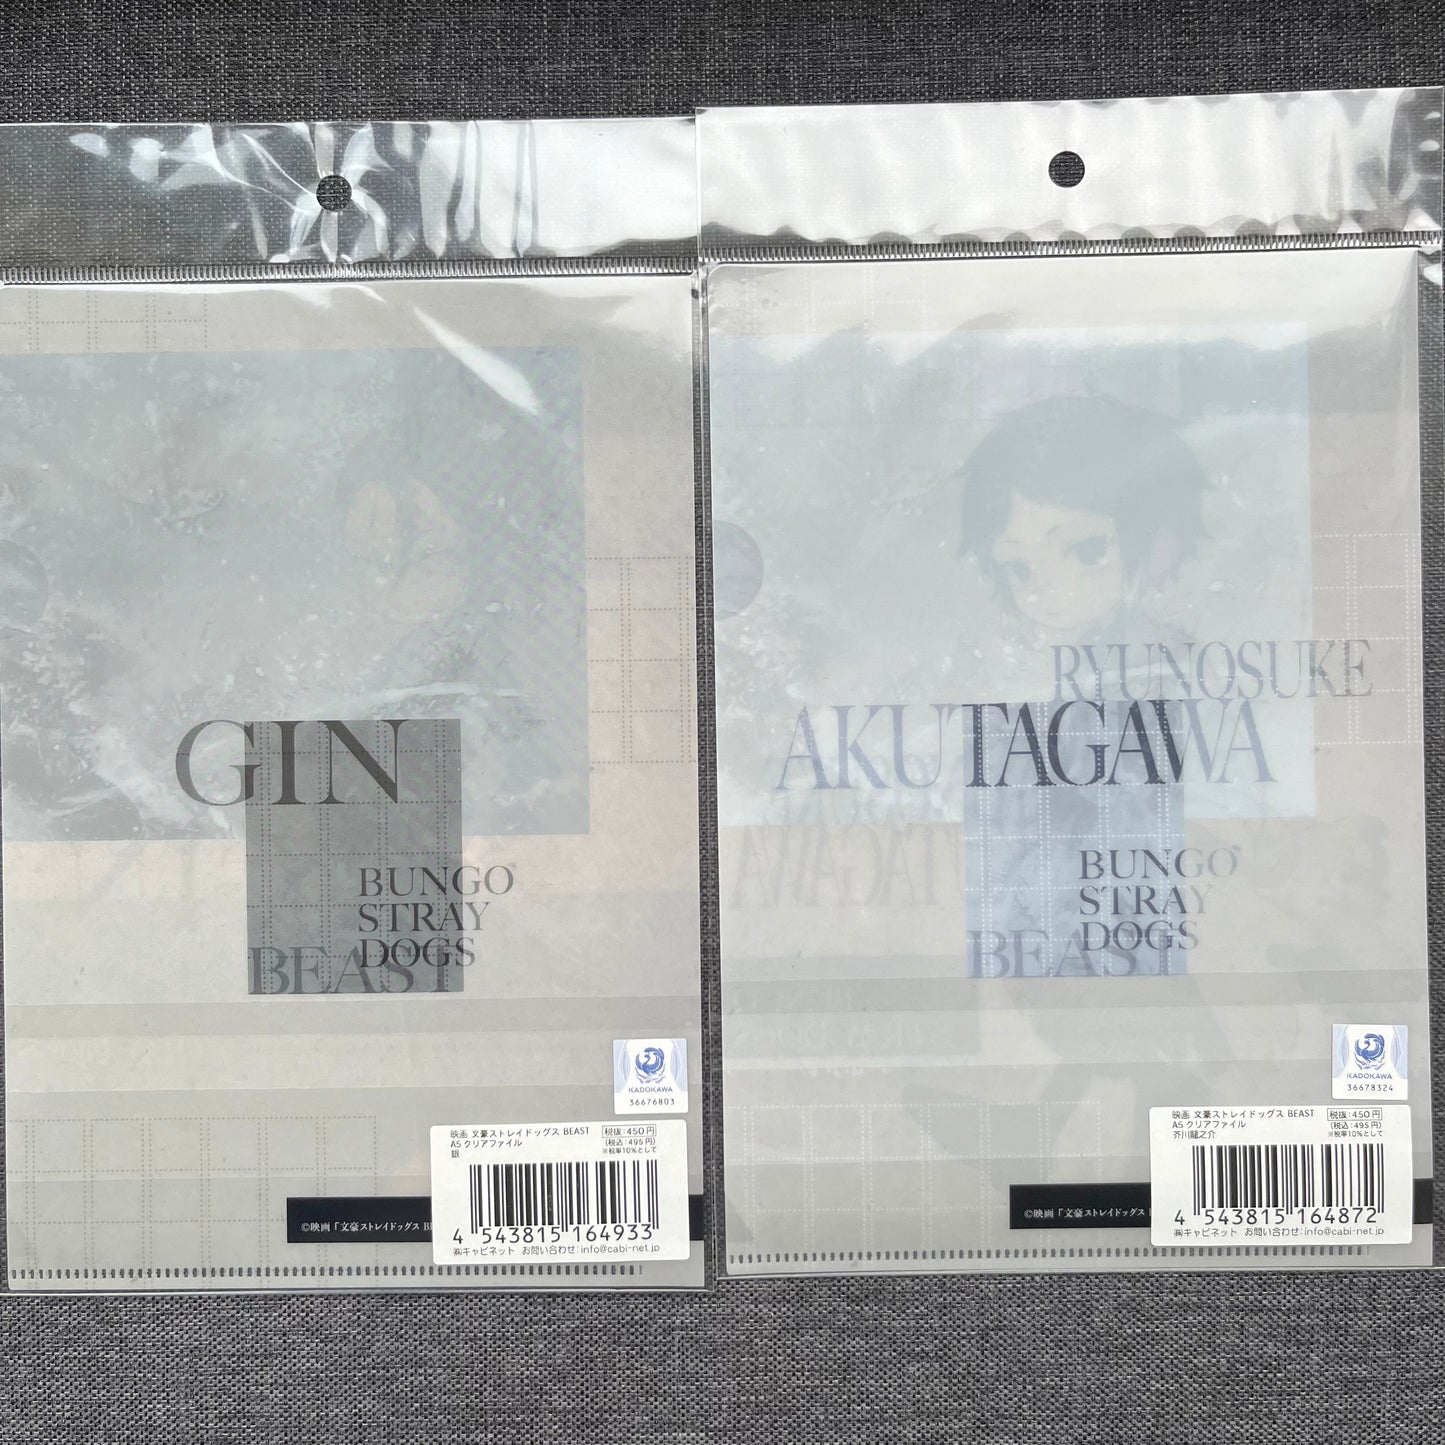 GIN
BUNGO
STRAY
DOGS
BEAST
KADOKAWA
36676803
映画 文豪ストレイドッグス BEAST
A5 クリアファイル
銀
税抜:450円
(税込:495円)
※税率10%として
4 543815 164933
㈱キャビネット お問い合わせ:info@cabi-net.jp
©映画「文豪ストレイドッグス
RYUNOSUKE
AKUTAGAWA
BUNGO
STRAY
DOGS
BEAST
KADOKAWA
36678324
映画 文豪ストレイドッグス BEAST
A5 クリアファイル
芥川龍之介
税抜:450円
(税込:495円)
※税率10%として
4 543815 164872
㈱キャビネット お問い合わせ:info@cabi-net.jp
©映画「文豪ストレイドッグス